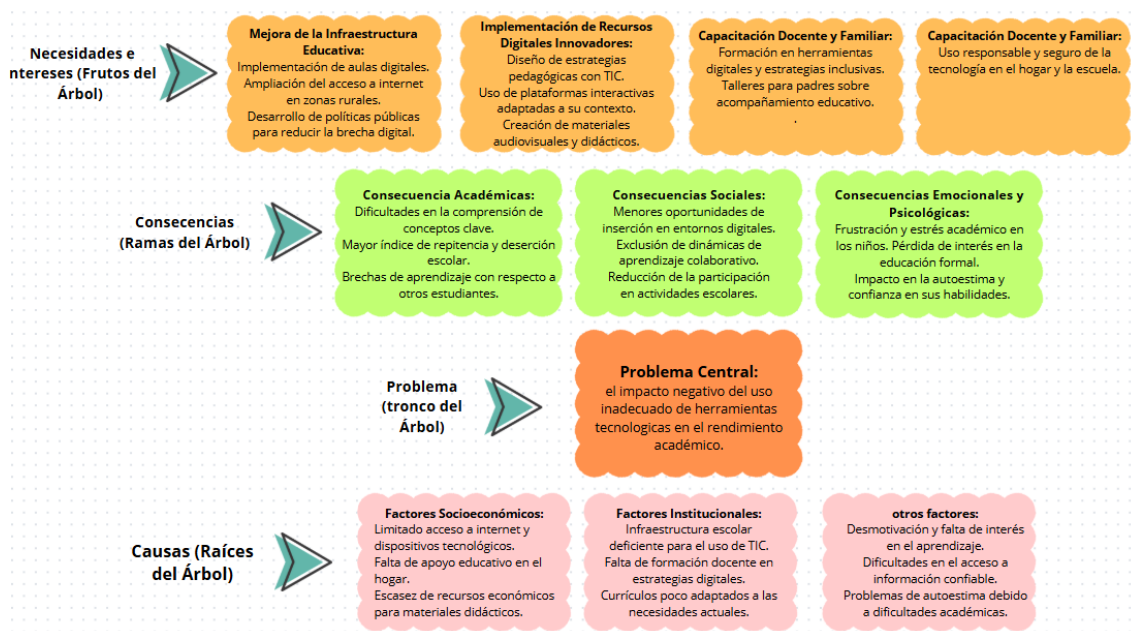 Necesidades e
ntereses (Frutos del
Árbol)
Mejora de la Infraestructura
Educativa:
Implementación de aulas digitales.
Ampliación del acceso a internet
en zonas rurales.
Desarrollo de políticas públicas
para reducir la brecha digital.
Implementación de Recursos
Digitales Innovadores:
Diseño de estrategias
pedagógicas con TIC.
Uso de plataformas interactivas
adaptadas a su contexto.
Creación de materiales
audiovisuales y didácticos.
Capacitación Docente y Familiar:
Formación en herramientas
digitales y estrategias inclusivas.
Talleres para padres sobre
acompañamiento educativo.
.
Capacitación Docente y Familiar:
Uso responsable y seguro de la
tecnología en el hogar y la escuela.
Consecencias
(Ramas del Árbol)
Consecuencia Académicas:
Dificultades en la comprensión de
conceptos clave.
Mayor índice de repitencia y deserción
escolar.
Brechas de aprendizaje con respecto a
otros estudiantes.
Consecuencias Sociales:
Menores oportunidades de
inserción en entornos digitales.
Exclusión de dinámicas de
aprendizaje colaborativo.
Reducción de la participación
en actividades escolares.
Consecuencias Emocionales y
Psicológicas:
Frustración y estrés académico en
los niños. Pérdida de interés en la
educación formal.
Impacto en la autoestima y
confianza en sus habilidades.
Problema
(tronco del
Árbol)
Problema Central:
el impacto negativo del uso
inadecuado de herramientas
tecnologicas en el rendimiento
académico.
Causas (Raíces
del Árbol)
Factores Socioeconómicos:
Limitado acceso a internet y
dispositivos tecnológicos.
Falta de apoyo educativo en el
hogar.
Escasez de recursos económicos
para materiales didácticos.
Factores Institucionales:
Infraestructura escolar
deficiente para el uso de TIC.
Falta de formación docente en
estrategias digitales.
Currículos poco adaptados a las
necesidades actuales.
otros factores:
Desmotivación y falta de interés
en el aprendizaje.
Dificultades en el acceso a
información confiable.
Problemas de autoestima debido
a dificultades académicas.